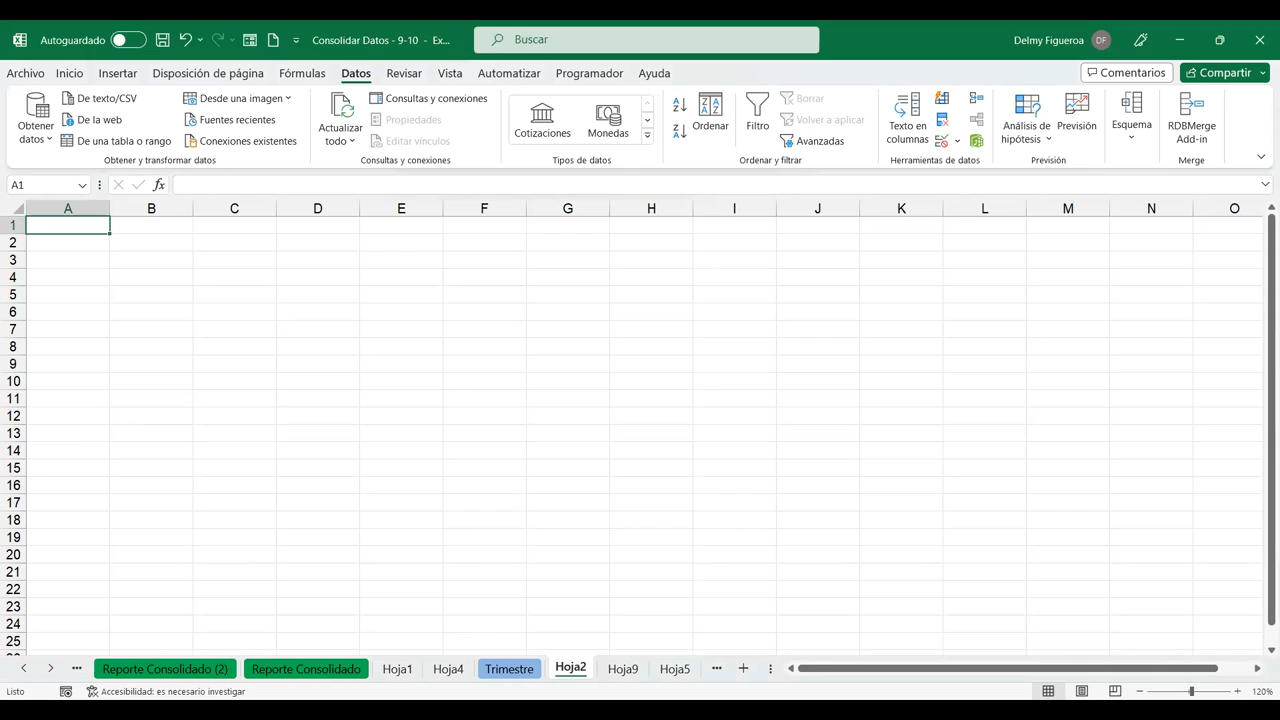 Autoguardado
Consolidar Datos - 9-10 - Ex...
Buscar
Delmy Figueroa DF
Archivo Inicio Insertar Disposición de página Fórmulas Datos Revisar Vista Automatizar Programador Ayuda
Comentarios Compartir
Obtener datos
De texto/CSV
De la web
De una tabla o rango
Desde una imagen
Fuentes recientes
Conexiones existentes
Obtener y transformar datos
Actualizar todo
Consultas y conexiones
Propiedades
Editar vínculos
Consultas y conexiones
Cotizaciones
Monedas
Tipos de datos
Ordenar
Filtro
Borrar
Volver a aplicar
Avanzadas
Ordenar y filtrar
Texto en columnas
Herramientas de datos
Análisis de hipótesis
Previsión
Previsión
Esquema
RDBMerge Add-in
Merge
A1
fx
A B C D E F G H I J K L M N O
1
2
3
4
5
6
7
8
9
10
11
12
13
14
15
16
17
18
19
20
21
22
23
24
25
Reporte Consolidado (2) Reporte Consolidado Hoja1 Hoja4 Trimestre Hoja2 Hoja9 Hoja5
Listo Accesibilidad: es necesario investigar 120%